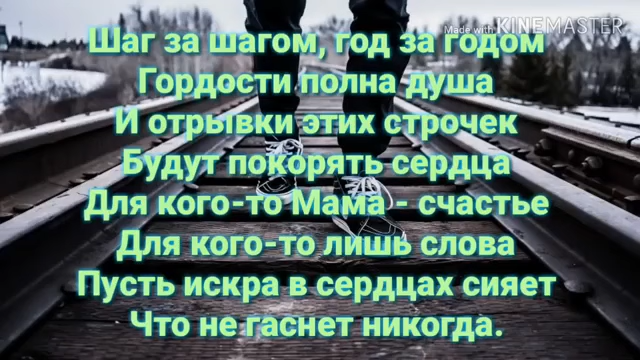 Made with KINEMASTER
Шаг за шагом, год за годом
Гордости полна душа
И отрывки этих строчек
Будут покорять сердца
Для кого-то Мама - счастье
Для кого-то лишь слова
Пусть искра в сердцах сияет
Что не гаснет никогда.